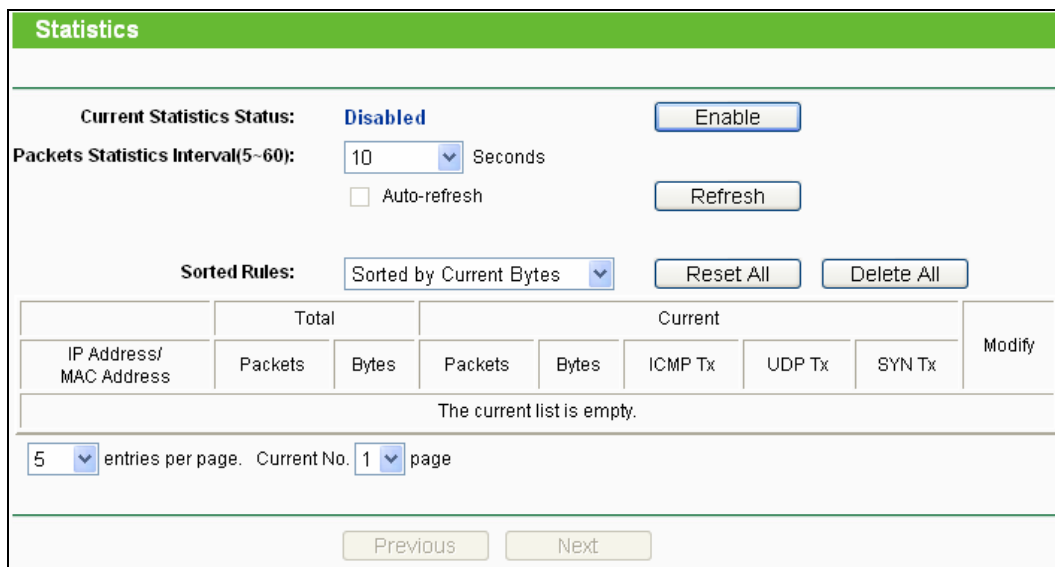 Statistics
Current Statistics Status: Disabled Enable
Packets Statistics Interval(5~60): 10 Seconds
Auto-refresh Refresh
Sorted Rules: Sorted by Current Bytes Reset All Delete All
Total Current Modify
IP Address/
MAC Address Packets Bytes Packets Bytes ICMP Tx UDP Tx SYN Tx
The current list is empty.
5 entries per page. Current No. 1 page
Previous Next